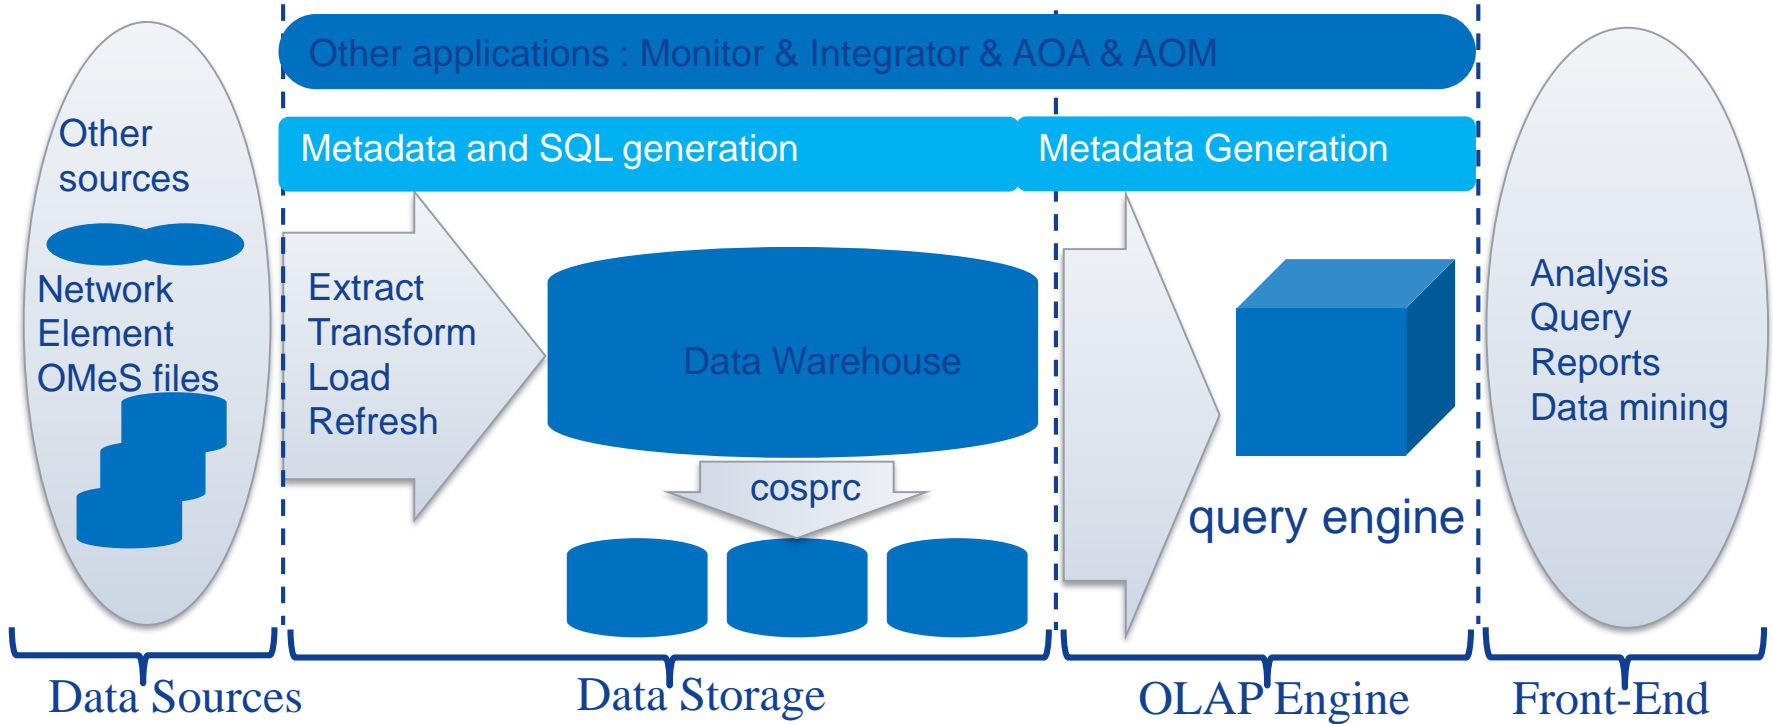 Other applications : Monitor & Integrator & AOA & AOM
Metadata and SQL generation
Metadata Generation
Other
sources
Network
Element
OMeS files
Extract
Transform
Load
Refresh
Data Warehouse
cosprc
query engine
Analysis
Query
Reports
Data mining
Data Sources
Data Storage
OLAP Engine
Front-End